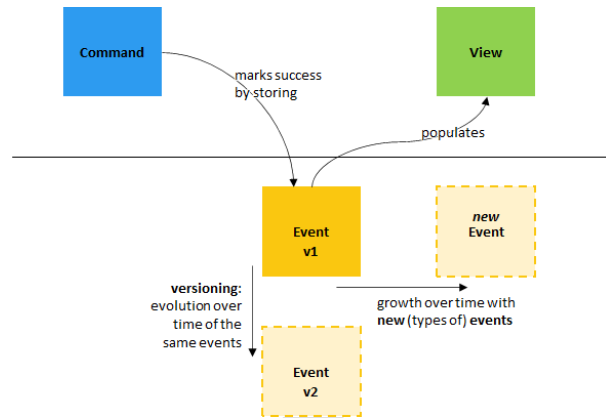 Command
View
marks success
by storing
populates
Event
v1
new
Event
versioning:
evolution over
time of the
same events
growth over time with
new (types of) events
Event
v2